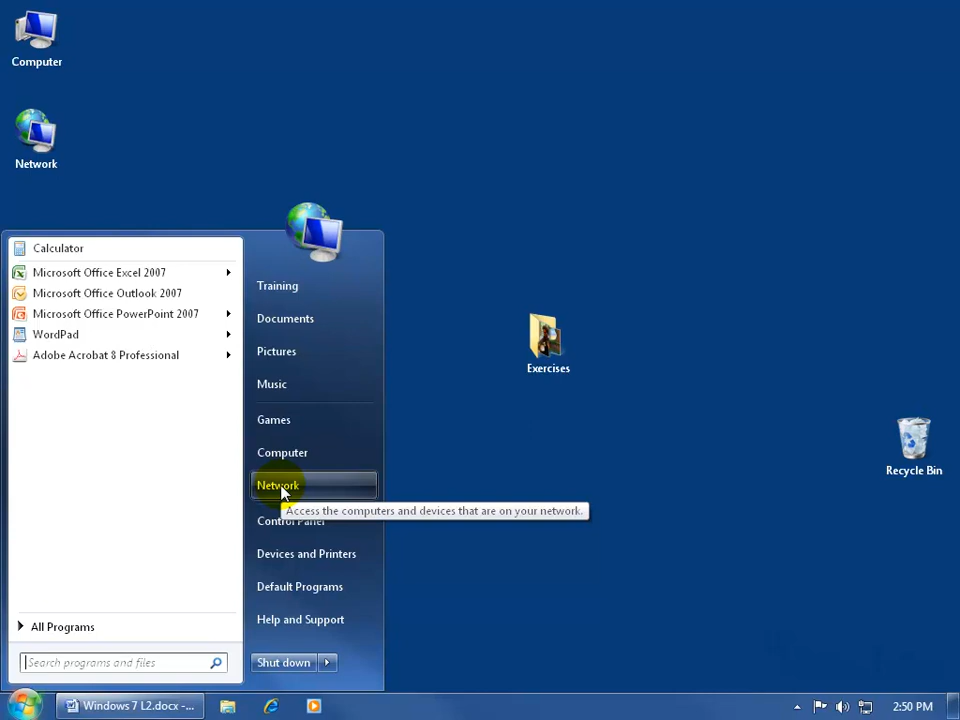 Computer
Network
Calculator
Microsoft Office Excel 2007
Microsoft Office Outlook 2007
Microsoft Office PowerPoint 2007
WordPad
Adobe Acrobat 8 Professional
All Programs
Search programs and files
Training
Documents
Pictures
Music
Games
Computer
Network
Access the computers and devices that are on your network.
Control Panel
Devices and Printers
Default Programs
Help and Support
Shut down
Exercises
Recycle Bin
Windows 7 L2.docx -...
2:50 PM